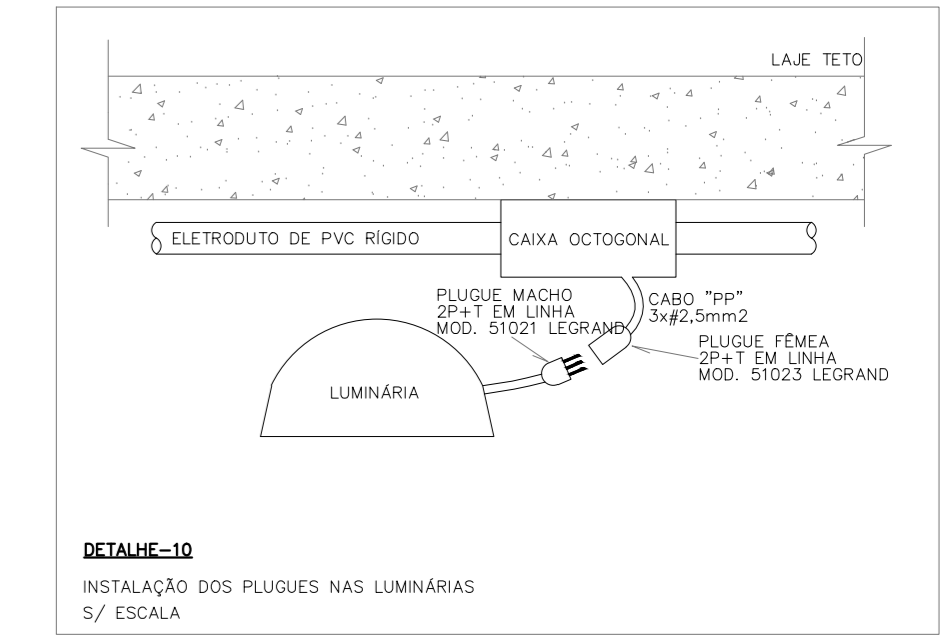 LAJE TETO
ELETRODUTO DE PVC RÍGIDO
CAIXA OCTOGONAL
PLUGUE MACHO
2P+T EM LINHA
MOD. 51021 LEGRAND
CABO "PP"
3x#2,5mm2
PLUGUE FÊMEA
2P+T EM LINHA
MOD. 51023 LEGRAND
LUMINÁRIA
DETALHE-10
INSTALAÇÃO DOS PLUGUES NAS LUMINÁRIAS
S/ ESCALA